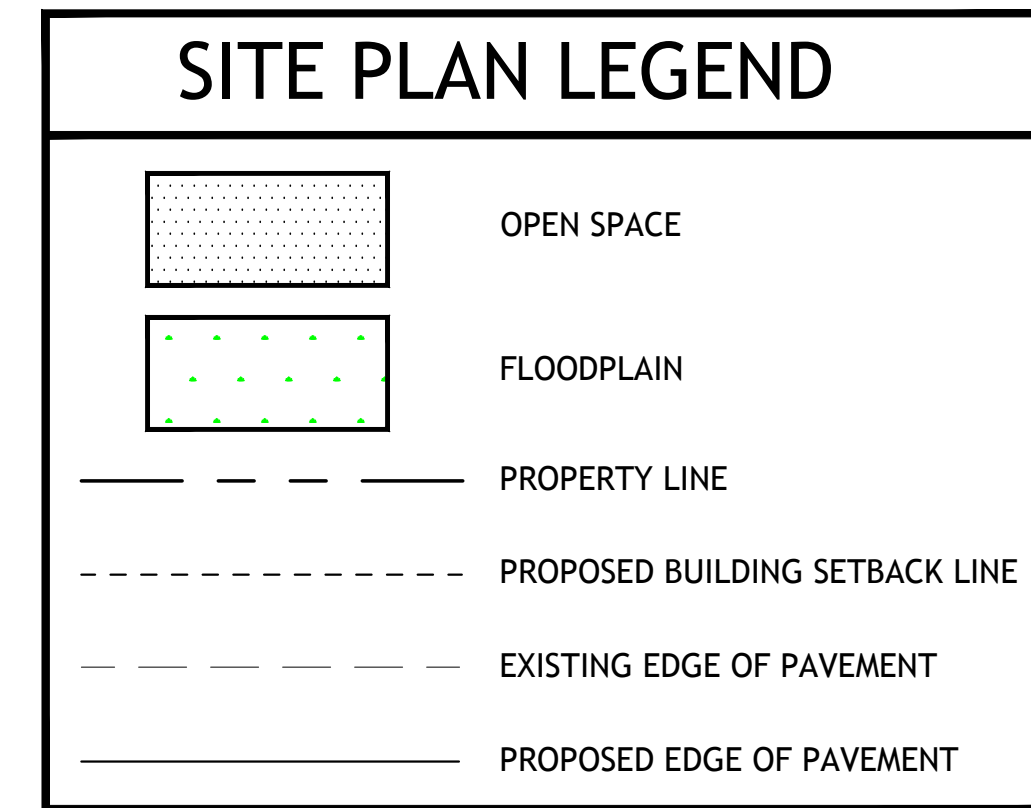 SITE PLAN LEGEND
OPEN SPACE
FLOODPLAIN
PROPERTY LINE
PROPOSED BUILDING SETBACK LINE
EXISTING EDGE OF PAVEMENT
PROPOSED EDGE OF PAVEMENT